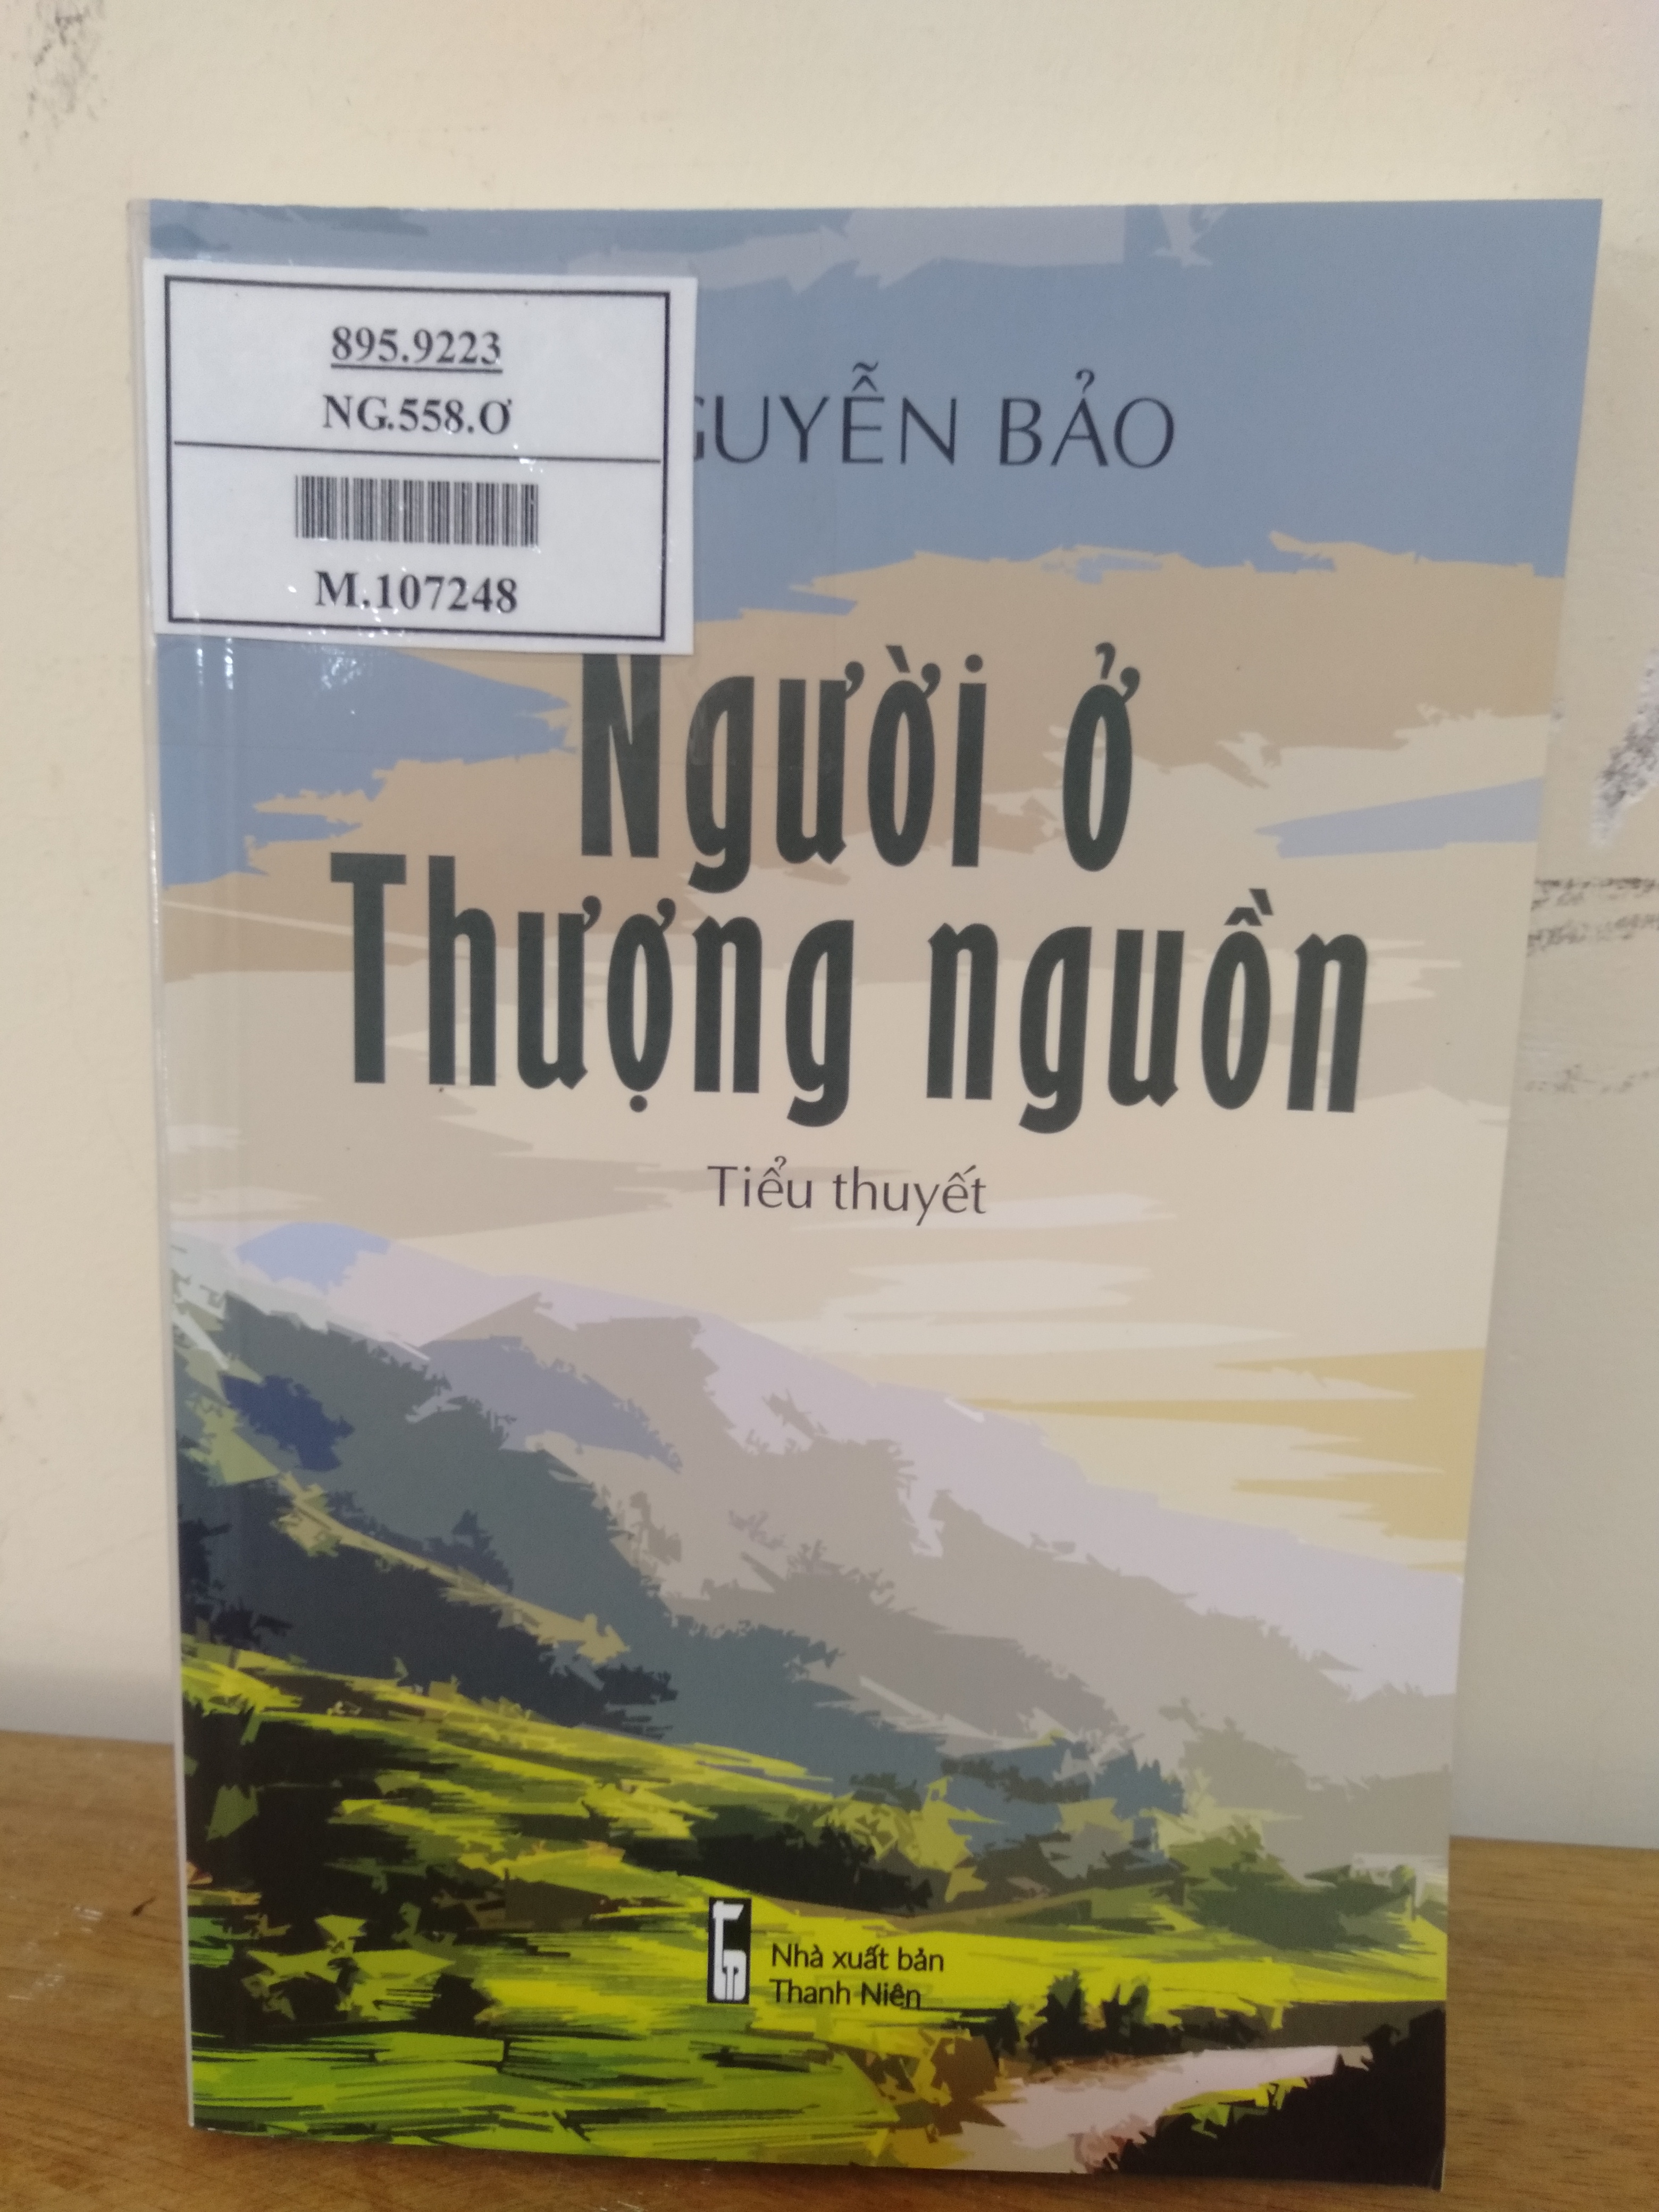 895.9223
NG.558.Ơ
M.107248
GUYỄN BẢO
Người ở
Thượng nguồn
Tiểu thuyết
Nhà xuất bản
Thanh Niên